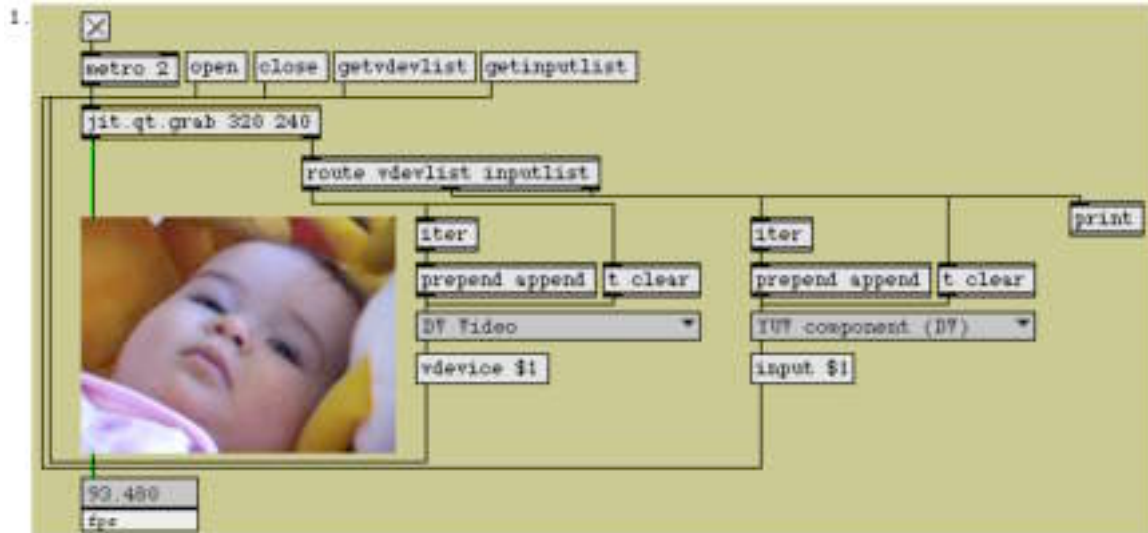 1.
metro 2 open close getvdevlist getinputlist
jit.qt.grab 320 240
route vdevlist inputlist
print
iter iter
prepend append t clear prepend append t clear
DV Video YUV component (DV)
vdevice $1 input $1
93.480
fps